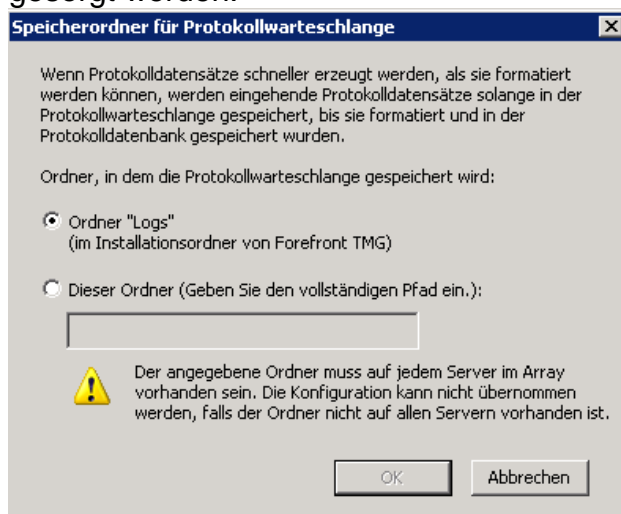 Speicherordner für Protokollwarteschlange
Wenn Protokolldatensätze schneller erzeugt werden, als sie formatiert
werden können, werden eingehende Protokolldatensätze solange in der
Protokollwarteschlange gespeichert, bis sie formatiert und in der
Protokolldatenbank gespeichert wurden.
Ordner, in dem die Protokollwarteschlange gespeichert wird:
Ordner "Logs"
(im Installationsordner von Forefront TMG)
Dieser Ordner (Geben Sie den vollständigen Pfad ein.):
Der angegebene Ordner muss auf jedem Server im Array
vorhanden sein. Die Konfiguration kann nicht übernommen
werden, falls der Ordner nicht auf allen Servern vorhanden ist.
OK Abbrechen